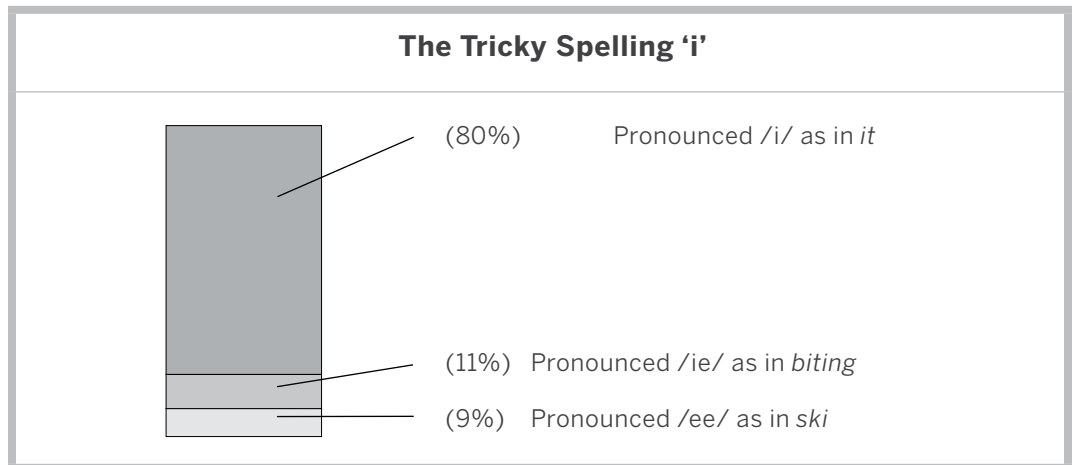 The Tricky Spelling ‘i’
(80%) Pronounced /i/ as in it
(11%) Pronounced /ie/ as in biting
(9%) Pronounced /ee/ as in ski